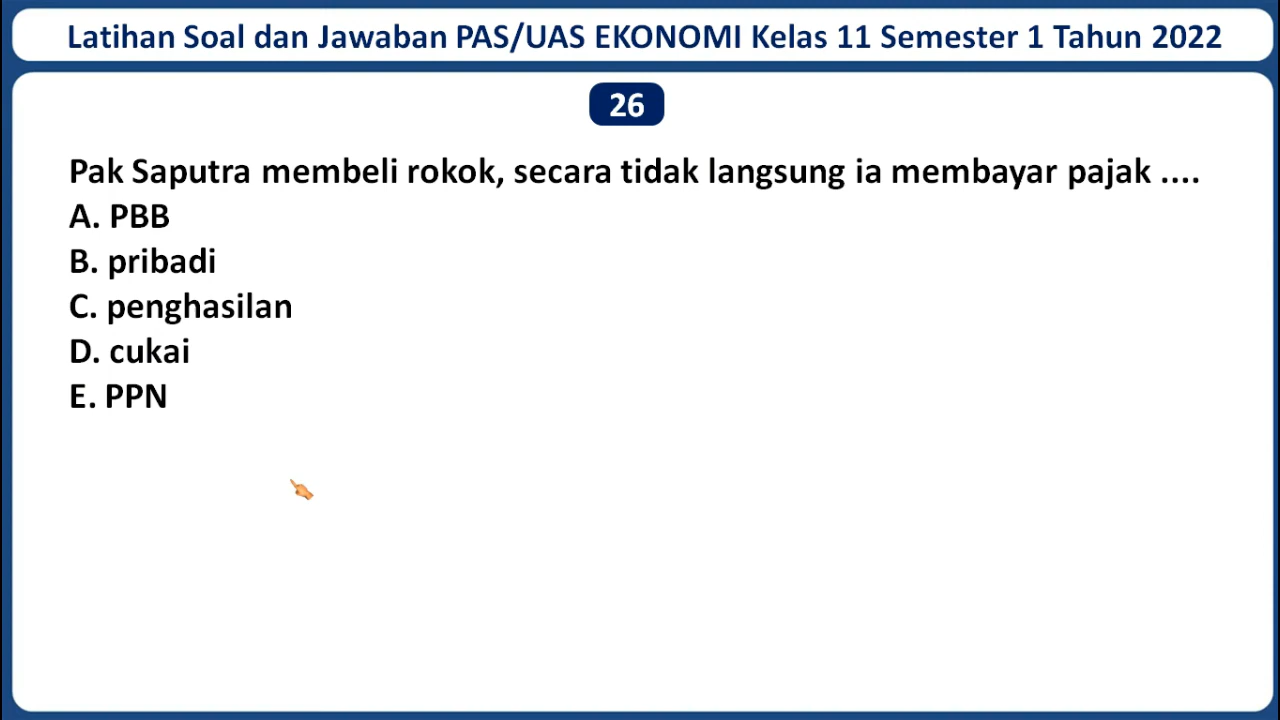 Latihan Soal dan Jawaban PAS/UAS EKONOMI Kelas 11 Semester 1 Tahun 2022
26
Pak Saputra membeli rokok, secara tidak langsung ia membayar pajak ....
A. PBB
B. pribadi
C. penghasilan
D. cukai
E. PPN